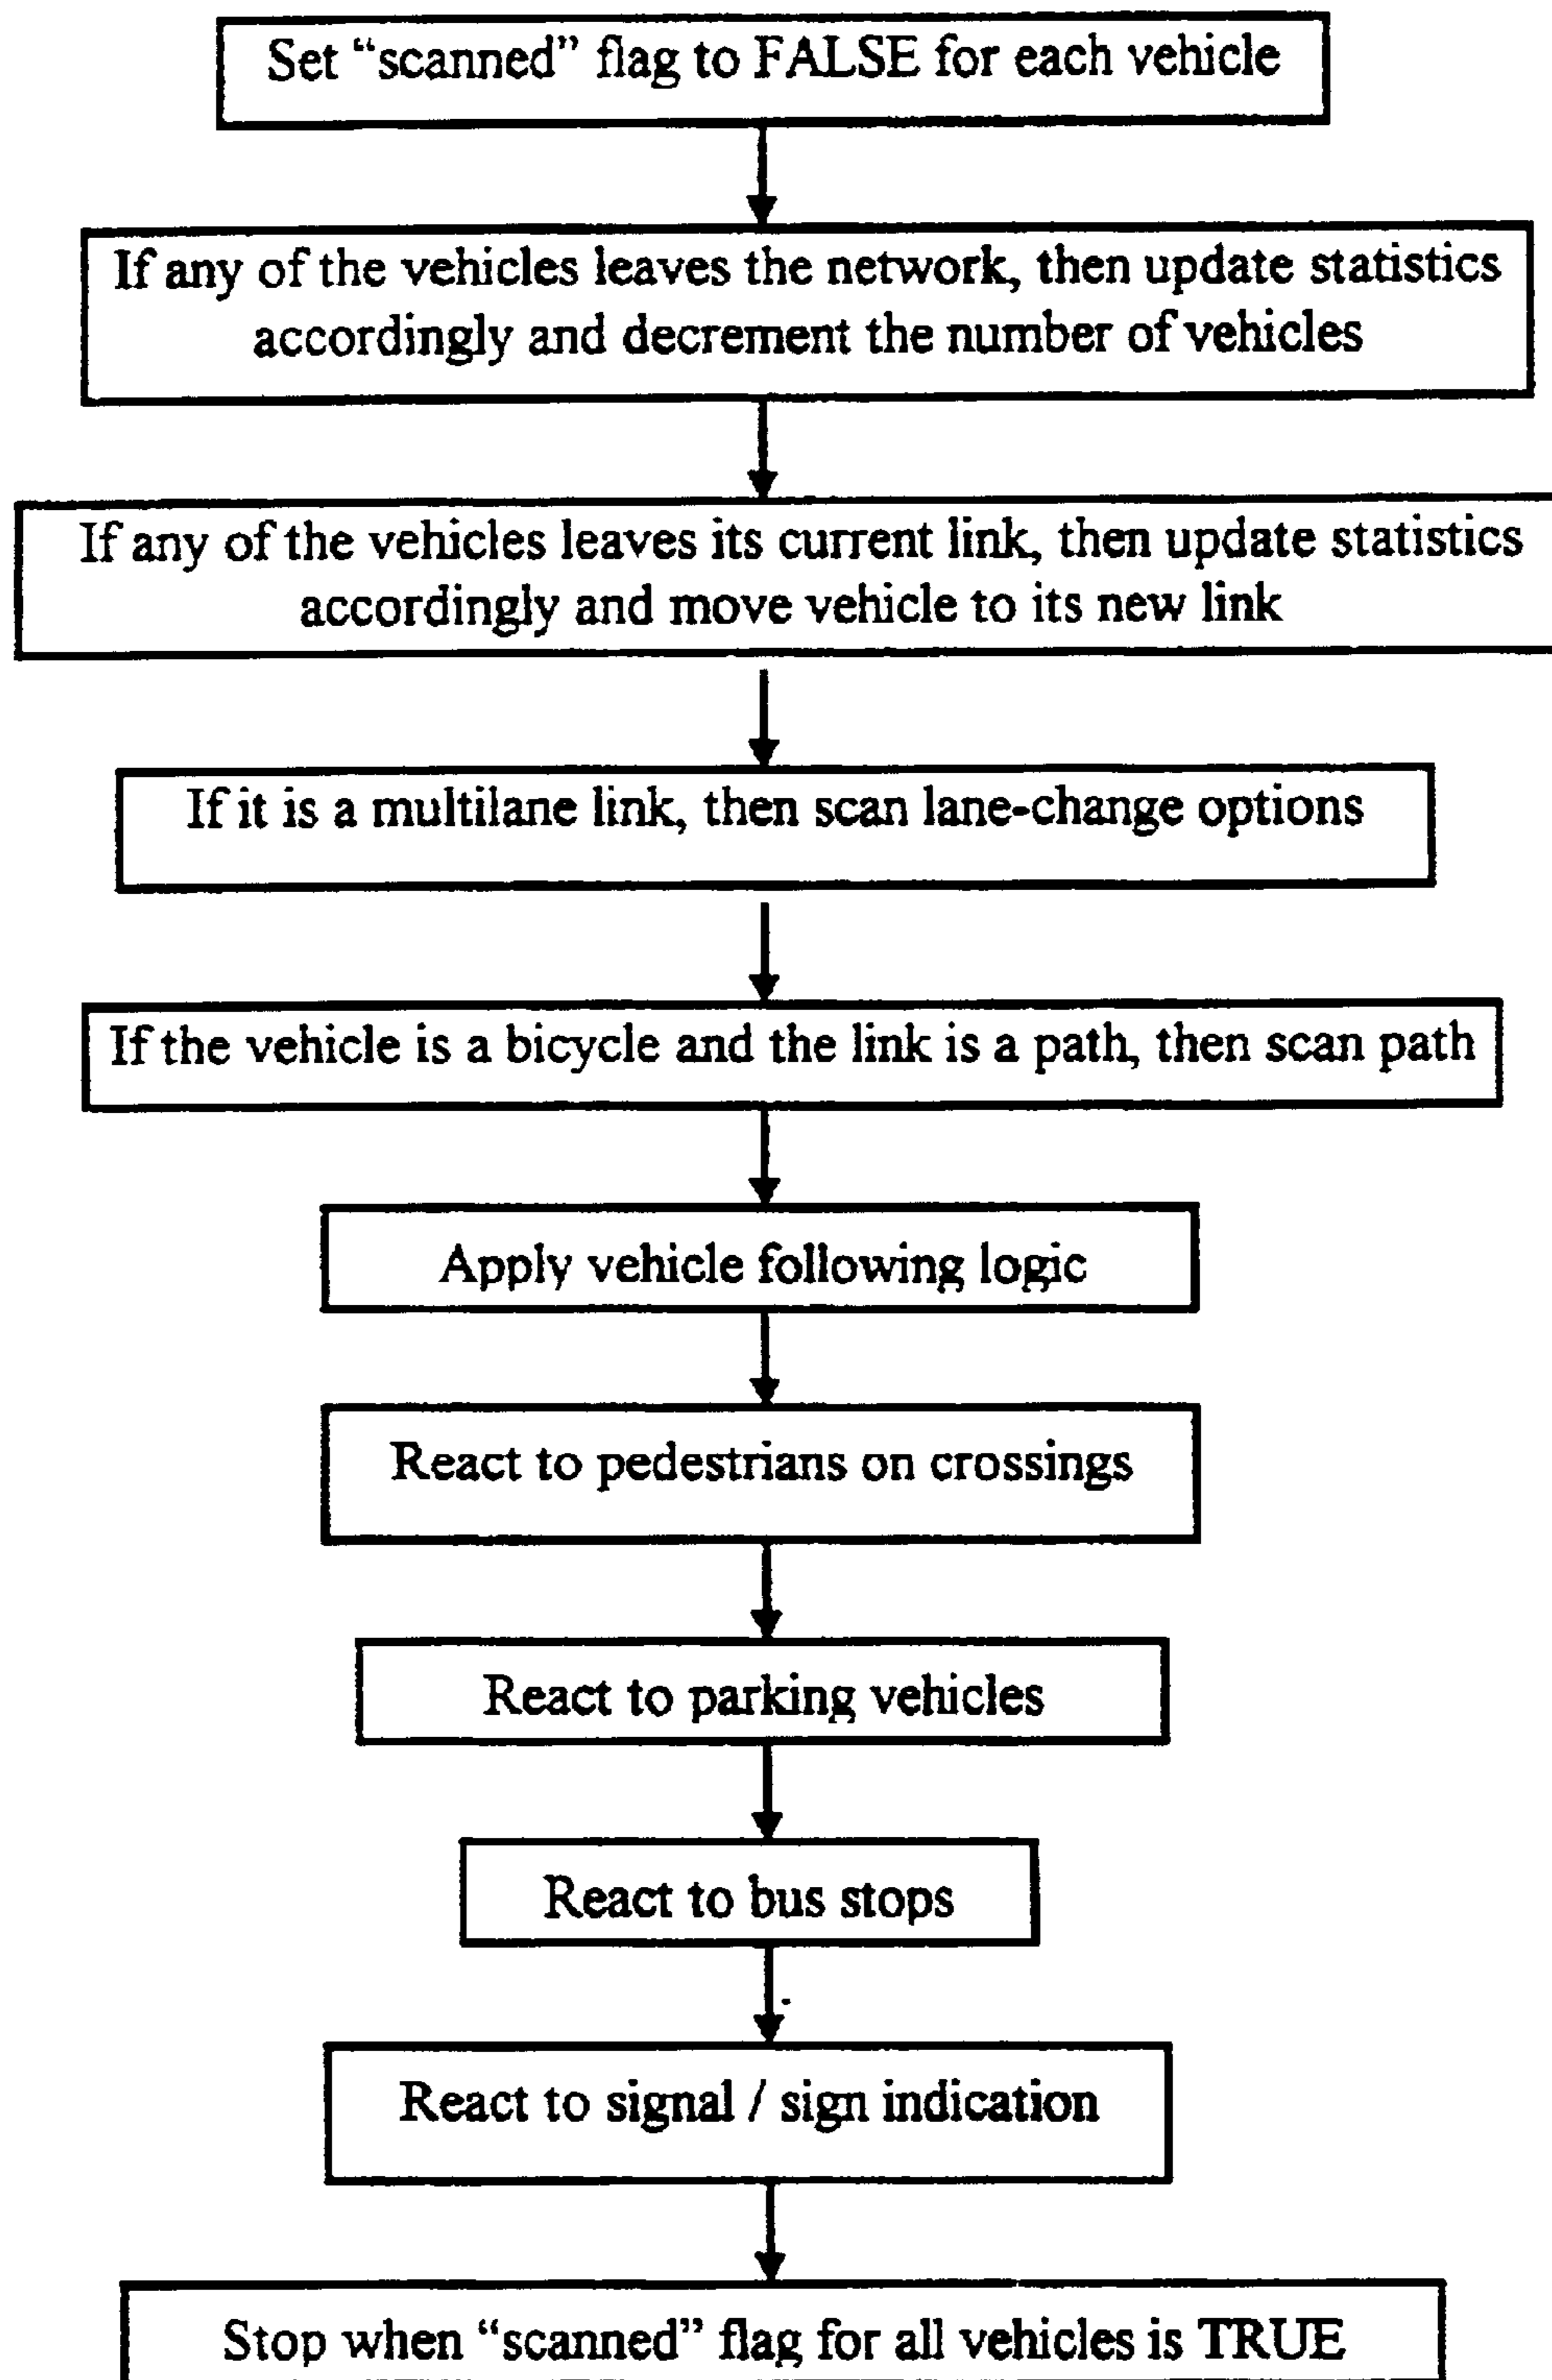 Set “scanned” flag to FALSE for each vehicle
If any of the vehicles leaves the network, then update statistics
accordingly and decrement the number of vehicles
If any of the vehicles leaves its current link, then update statistics
accordingly and move vehicle to its new link
If it is a multilane link, then scan lane-change options
If the vehicle is a bicycle and the link is a path, then scan path
Apply vehicle following logic
React to pedestrians on crossings
React to parking vehicles
React to bus stops
React to signal / sign indication
Stop when “scanned” flag for all vehicles is TRUE